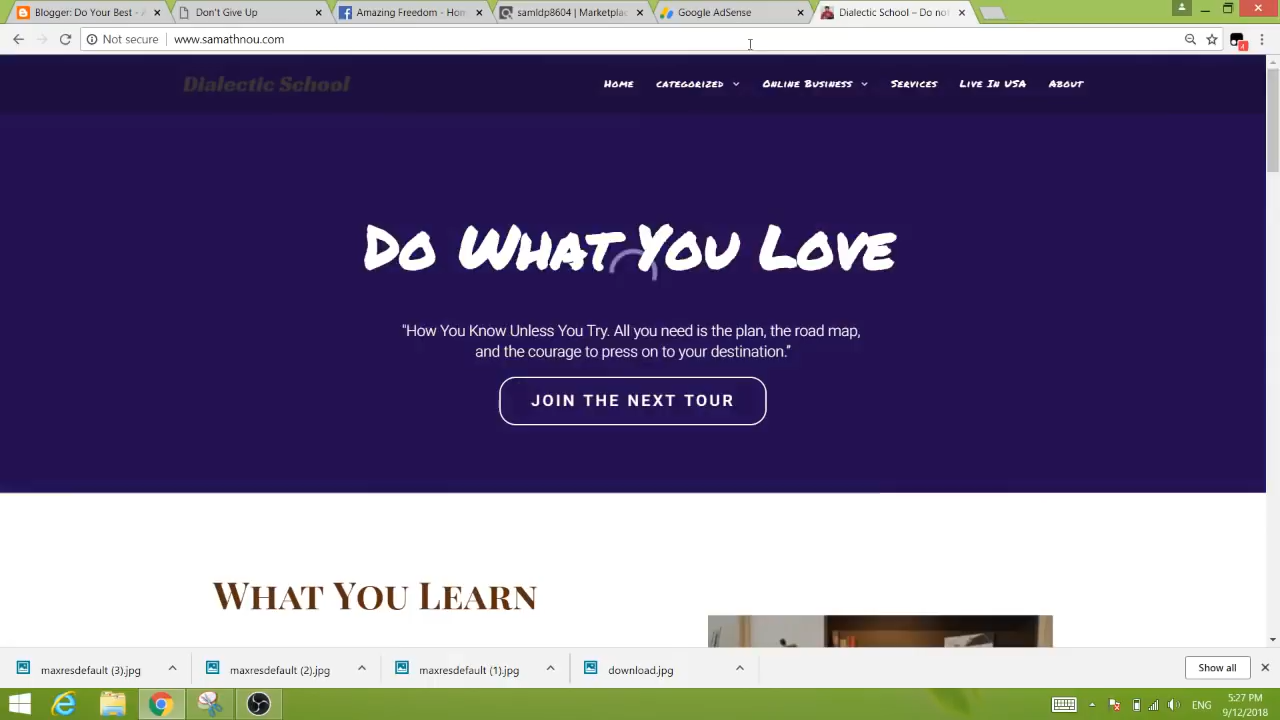 Blogger: Do Your Best - A
Don't Give Up
Amazing Freedom - Hom
samldp8604 | Marketplac
Google AdSense
Dialectic School – Do not
Not secure
www.samathnou.com
4
Dialectic School
Home
categorized
Online Business
Services
Live In USA
About
Do What You Love
"How You Know Unless You Try. All you need is the plan, the road map,
and the courage to press on to your destination.”
JOIN THE NEXT TOUR
What You Learn
maxresdefault (3).jpg
maxresdefault (2).jpg
maxresdefault (1).jpg
download.jpg
Show all
ENG
5:27 PM
9/12/2018